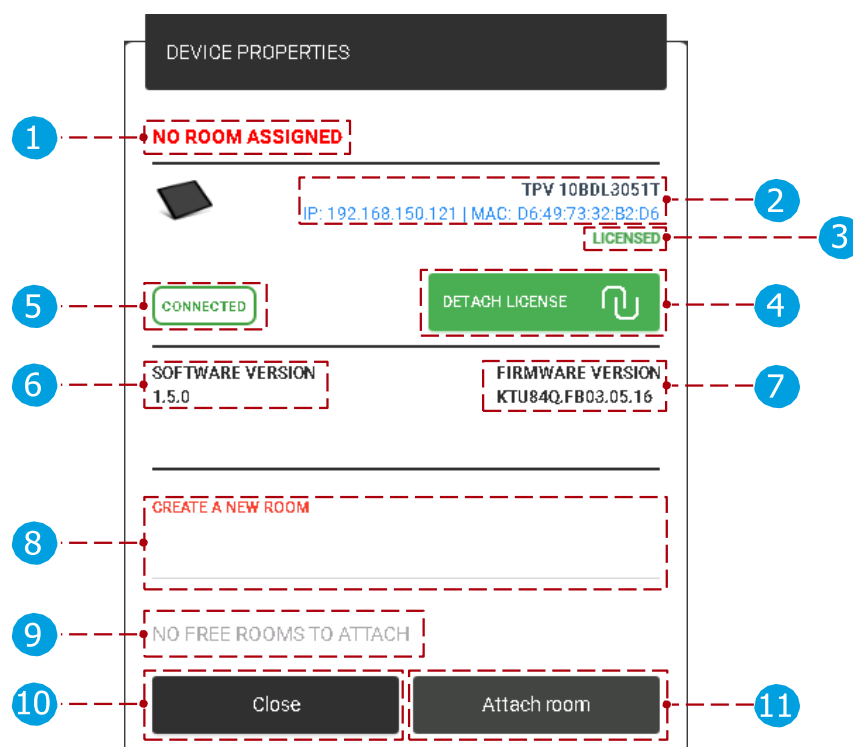 DEVICE PROPERTIES
1
NO ROOM ASSIGNED
TPV 10BDL3051T
2
IP: 192.168.150.121 | MAC: D6:49:73:32:B2:D6
LICENSED
3
5
CONNECTED
DETACH LICENSE
4
6
SOFTWARE VERSION
1.5.0
FIRMWARE VERSION
KTU84Q.FB03.05.16
7
8
CREATE A NEW ROOM
9
NO FREE ROOMS TO ATTACH
10
Close
Attach room
11